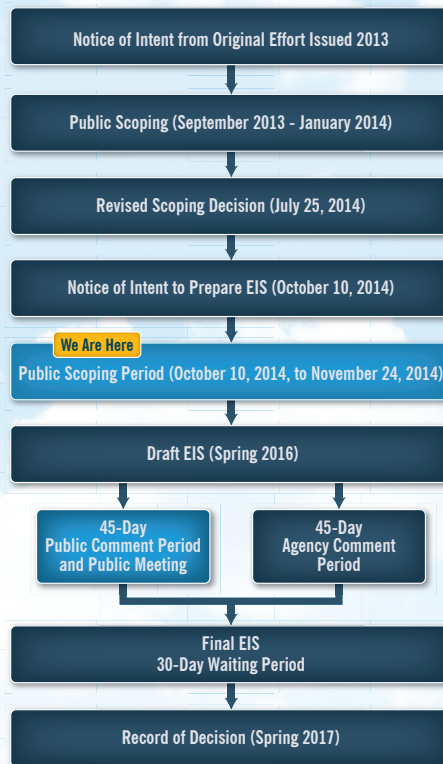 Notice of Intent from Original Effort Issued 2013
Public Scoping (September 2013 - January 2014)
Revised Scoping Decision (July 25, 2014)
Notice of Intent to Prepare EIS (October 10, 2014)
We Are Here
Public Scoping Period (October 10, 2014, to November 24, 2014)
Draft EIS (Spring 2016)
45-Day
Public Comment Period
and Public Meeting
45-Day
Agency Comment
Period
Final EIS
30-Day Waiting Period
Record of Decision (Spring 2017)